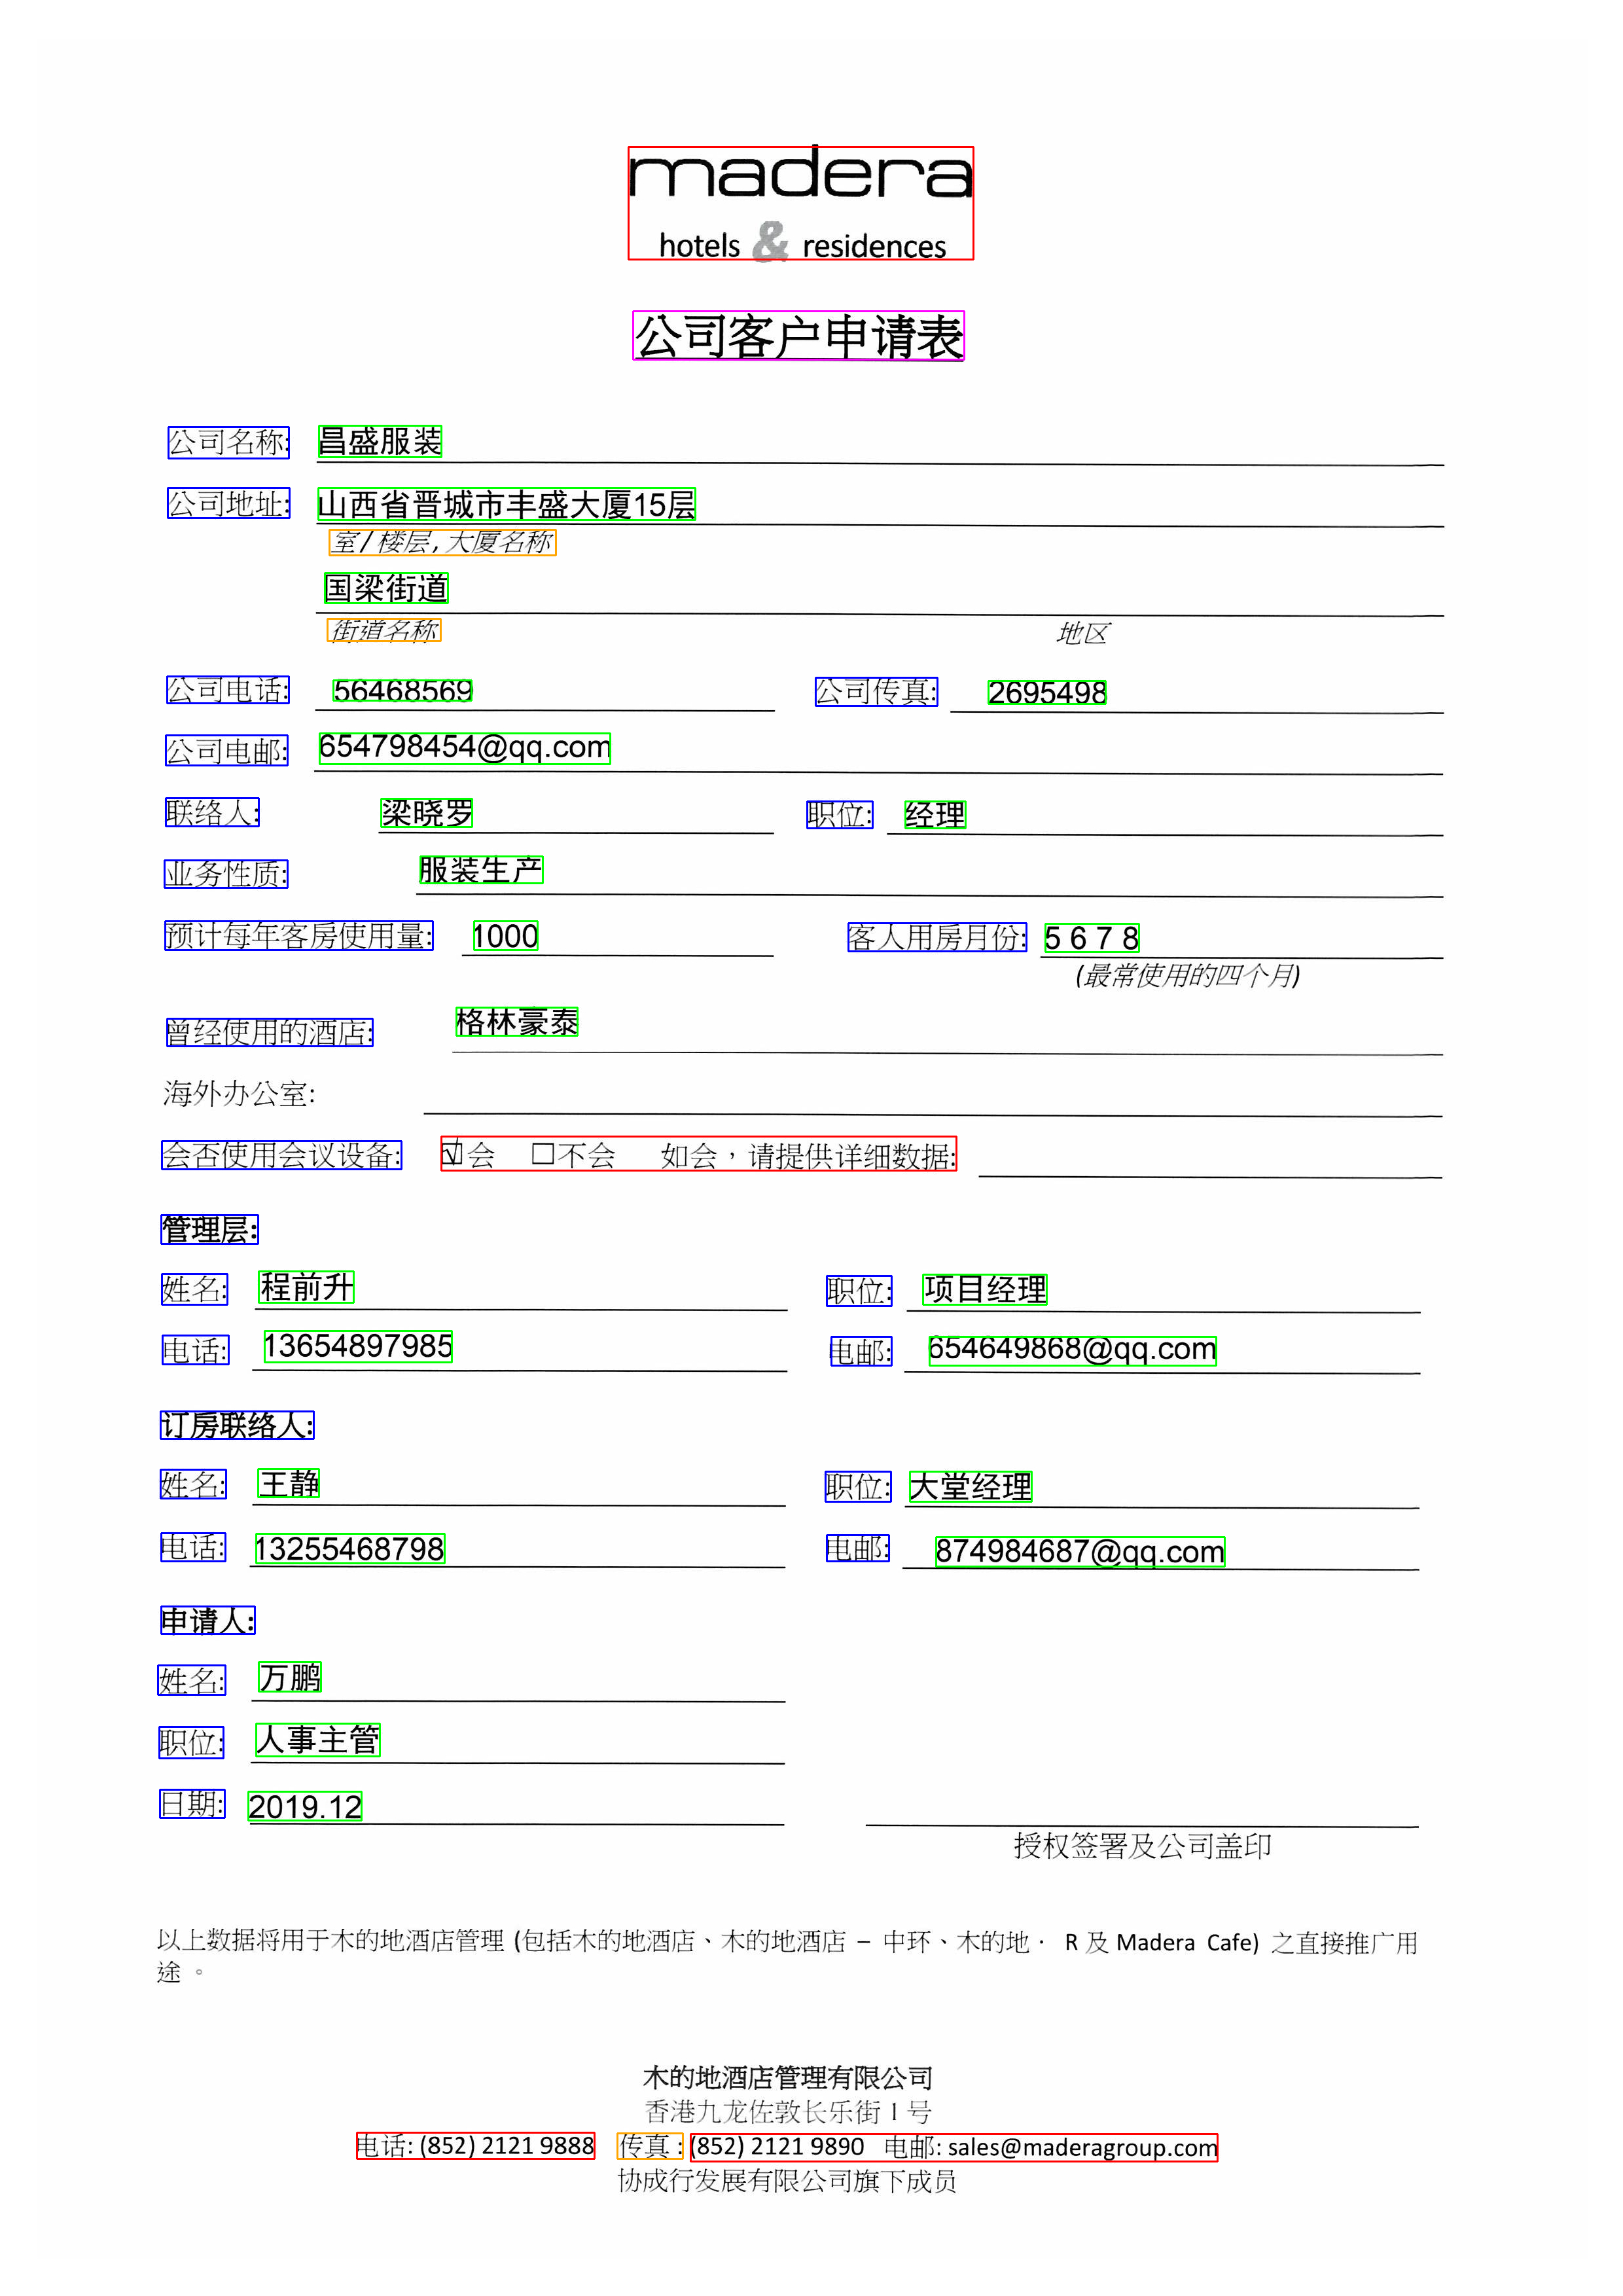 madera
hotels & residences
公司客户申请表
公司名称: 昌盛服装
公司地址: 山西省晋城市丰盛大厦15层
室/楼层,大厦名称
国梁街道
街道名称 地区
公司电话: 56468569 公司传真: 2695498
公司电邮: 654798454@qq.com
联络人: 梁晓罗 职位: 经理
业务性质: 服装生产
预计每年客房使用量: 1000 客人用房月份: 5 6 7 8
(最常使用的四个月)
曾经使用的酒店: 格林豪泰
海外办公室:
会否使用会议设备: ☑会 □不会 如会，请提供详细数据:
管理层:
姓名: 程前升 职位: 项目经理
电话: 13654897985 电邮: 654649868@qq.com
订房联络人:
姓名: 王静 职位: 大堂经理
电话: 13255468798 电邮: 874984687@qq.com
申请人:
姓名: 万鹏
职位: 人事主管
日期: 2019.12
授权签署及公司盖印
以上数据将用于木的地酒店管理 (包括木的地酒店、木的地酒店 – 中环、木的地· R 及 Madera Cafe) 之直接推广用
途。
木的地酒店管理有限公司
香港九龙佐敦长乐街 1 号
电话: (852) 2121 9888 传真 : (852) 2121 9890 电邮: sales@maderagroup.com
协成行发展有限公司旗下成员